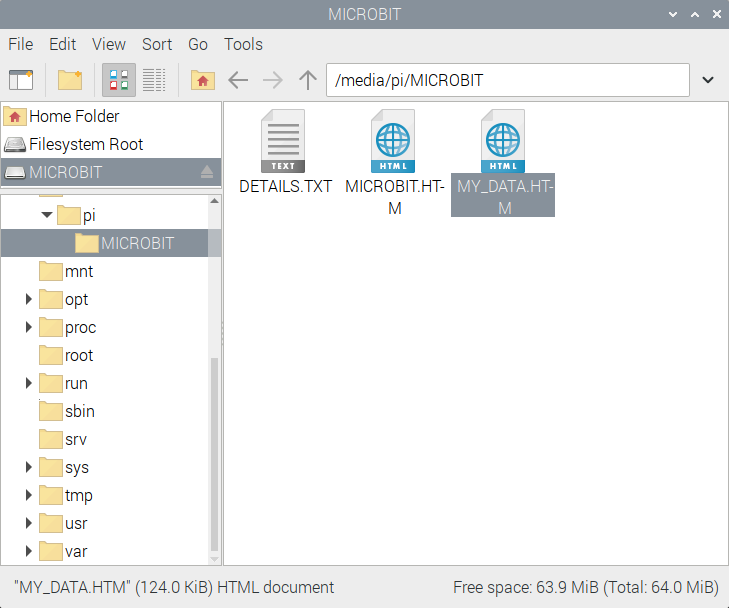 MICROBIT
File Edit View Sort Go Tools
/media/pi/MICROBIT
Home Folder
Filesystem Root
MICROBIT
pi
MICROBIT
mnt
opt
proc
root
run
sbin
srv
sys
tmp
usr
var
TEXT
DETAILS.TXT
HTML
MICROBIT.HT-
M
HTML
MY_DATA.HT-
M
"MY_DATA.HTM" (124.0 KiB) HTML document
Free space: 63.9 MiB (Total: 64.0 MiB)